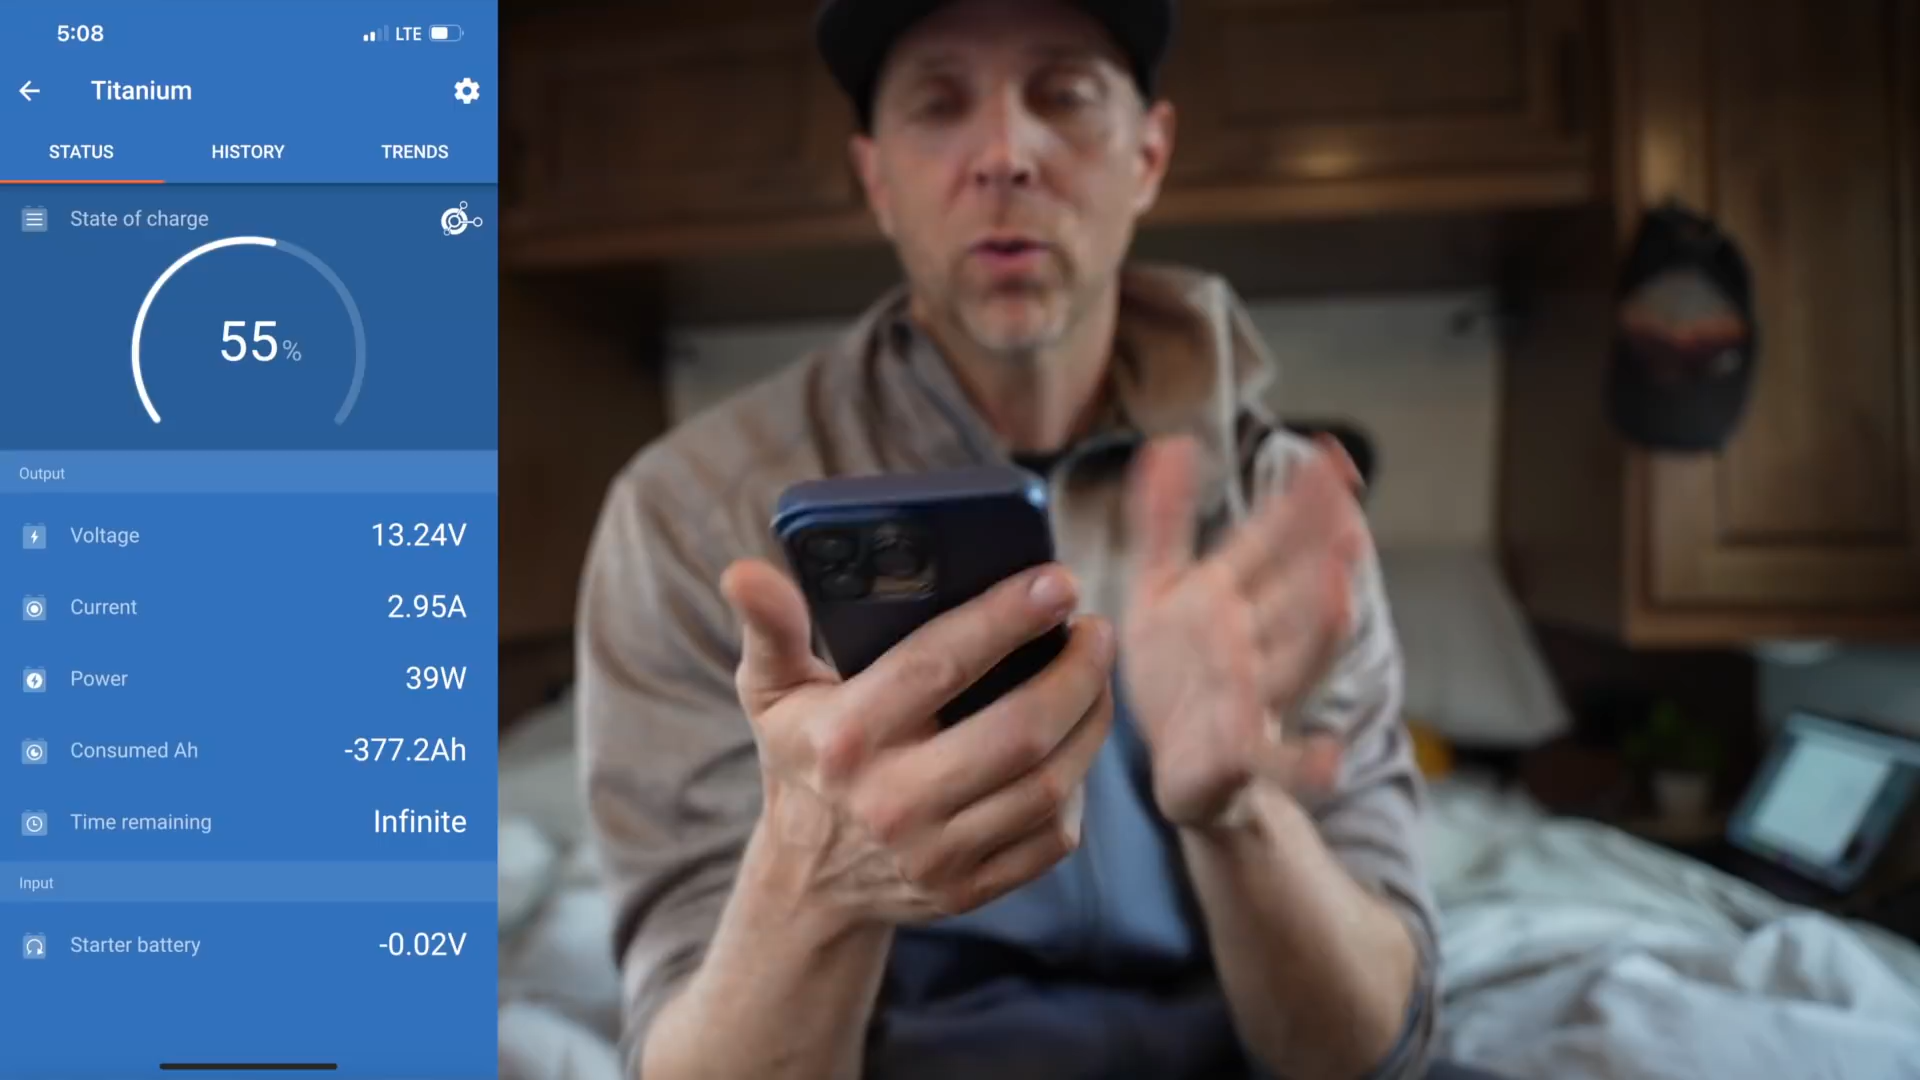 5:08 LTE
Titanium
STATUS HISTORY TRENDS
State of charge
55%
Output
Voltage 13.24V
Current 2.95A
Power 39W
Consumed Ah -377.2Ah
Time remaining Infinite
Input
Starter battery -0.02V